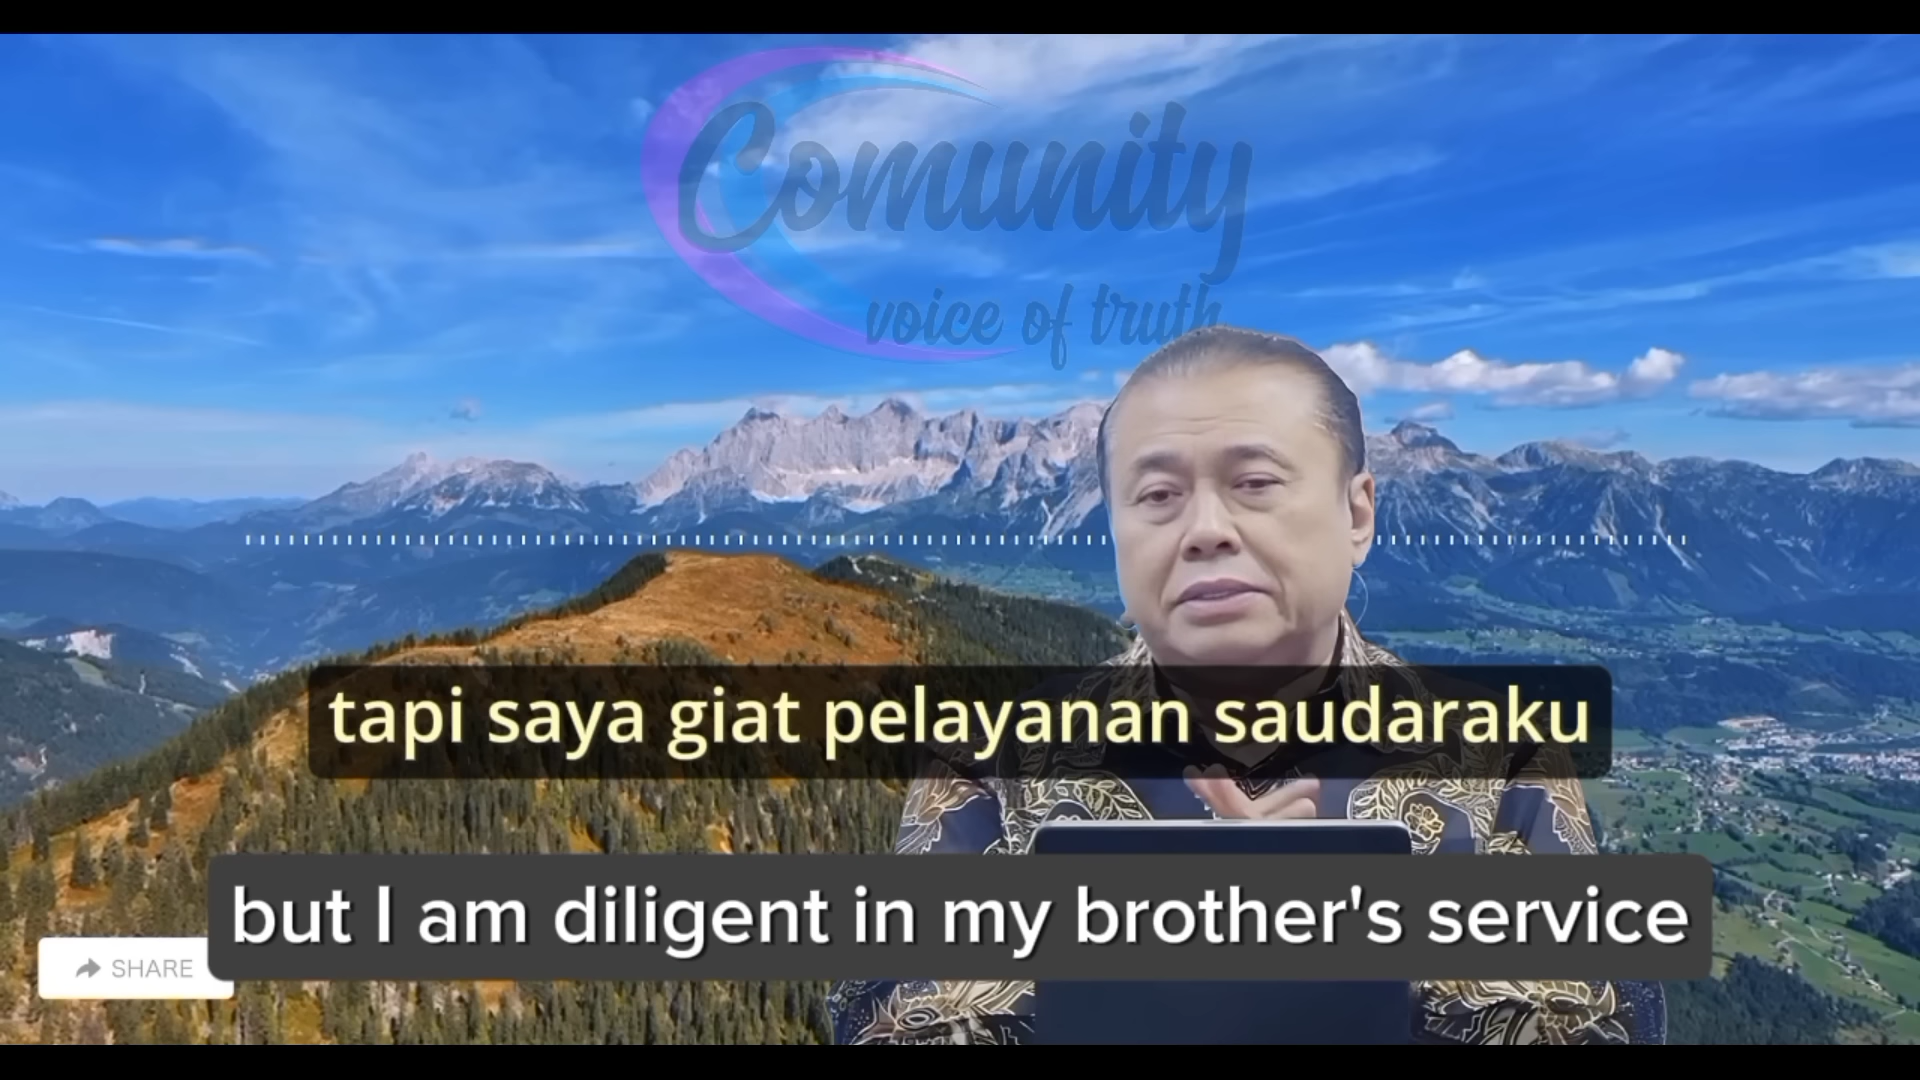 Comunity
voice of truth
tapi saya giat pelayanan saudaraku
but I am diligent in my brother's service
SHARE